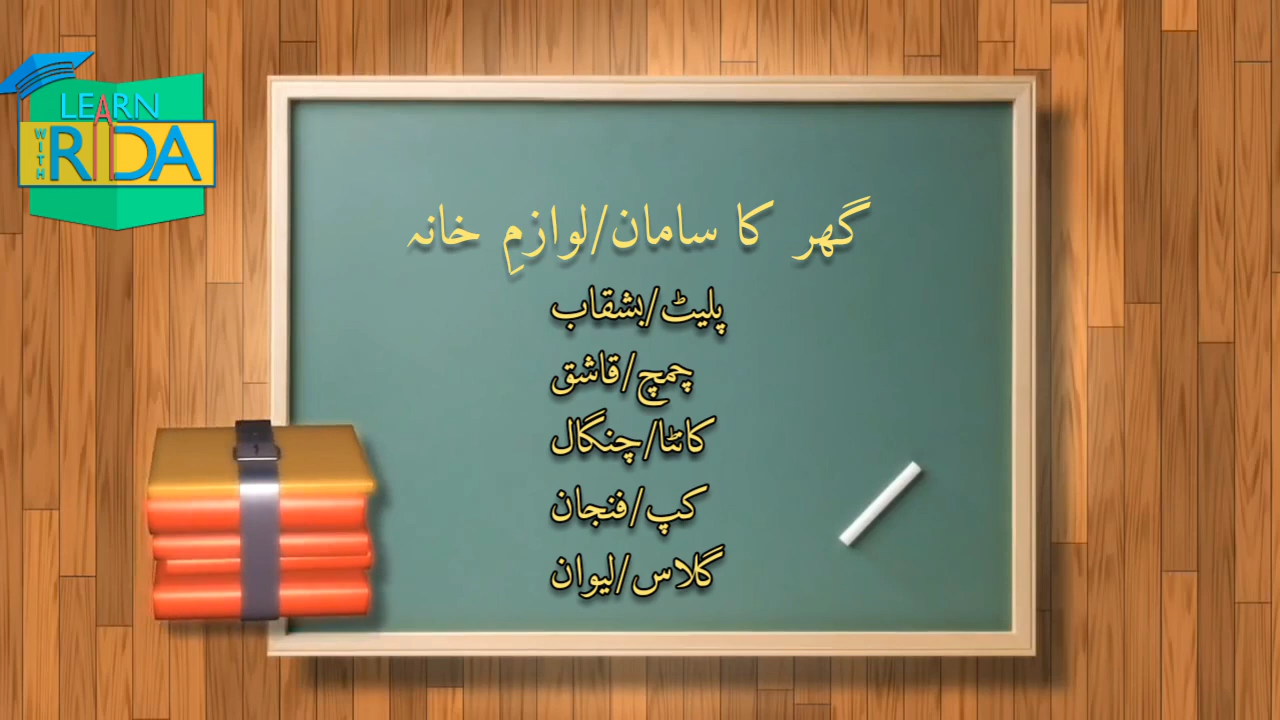 LEARN
WITH
RIDA
گھر کا سامان/لوازمِ خانہ
پلیٹ/بشقاب
چمچ/قاشق
کانٹا/چنگال
کپ/فنجان
گلاس/لیوان